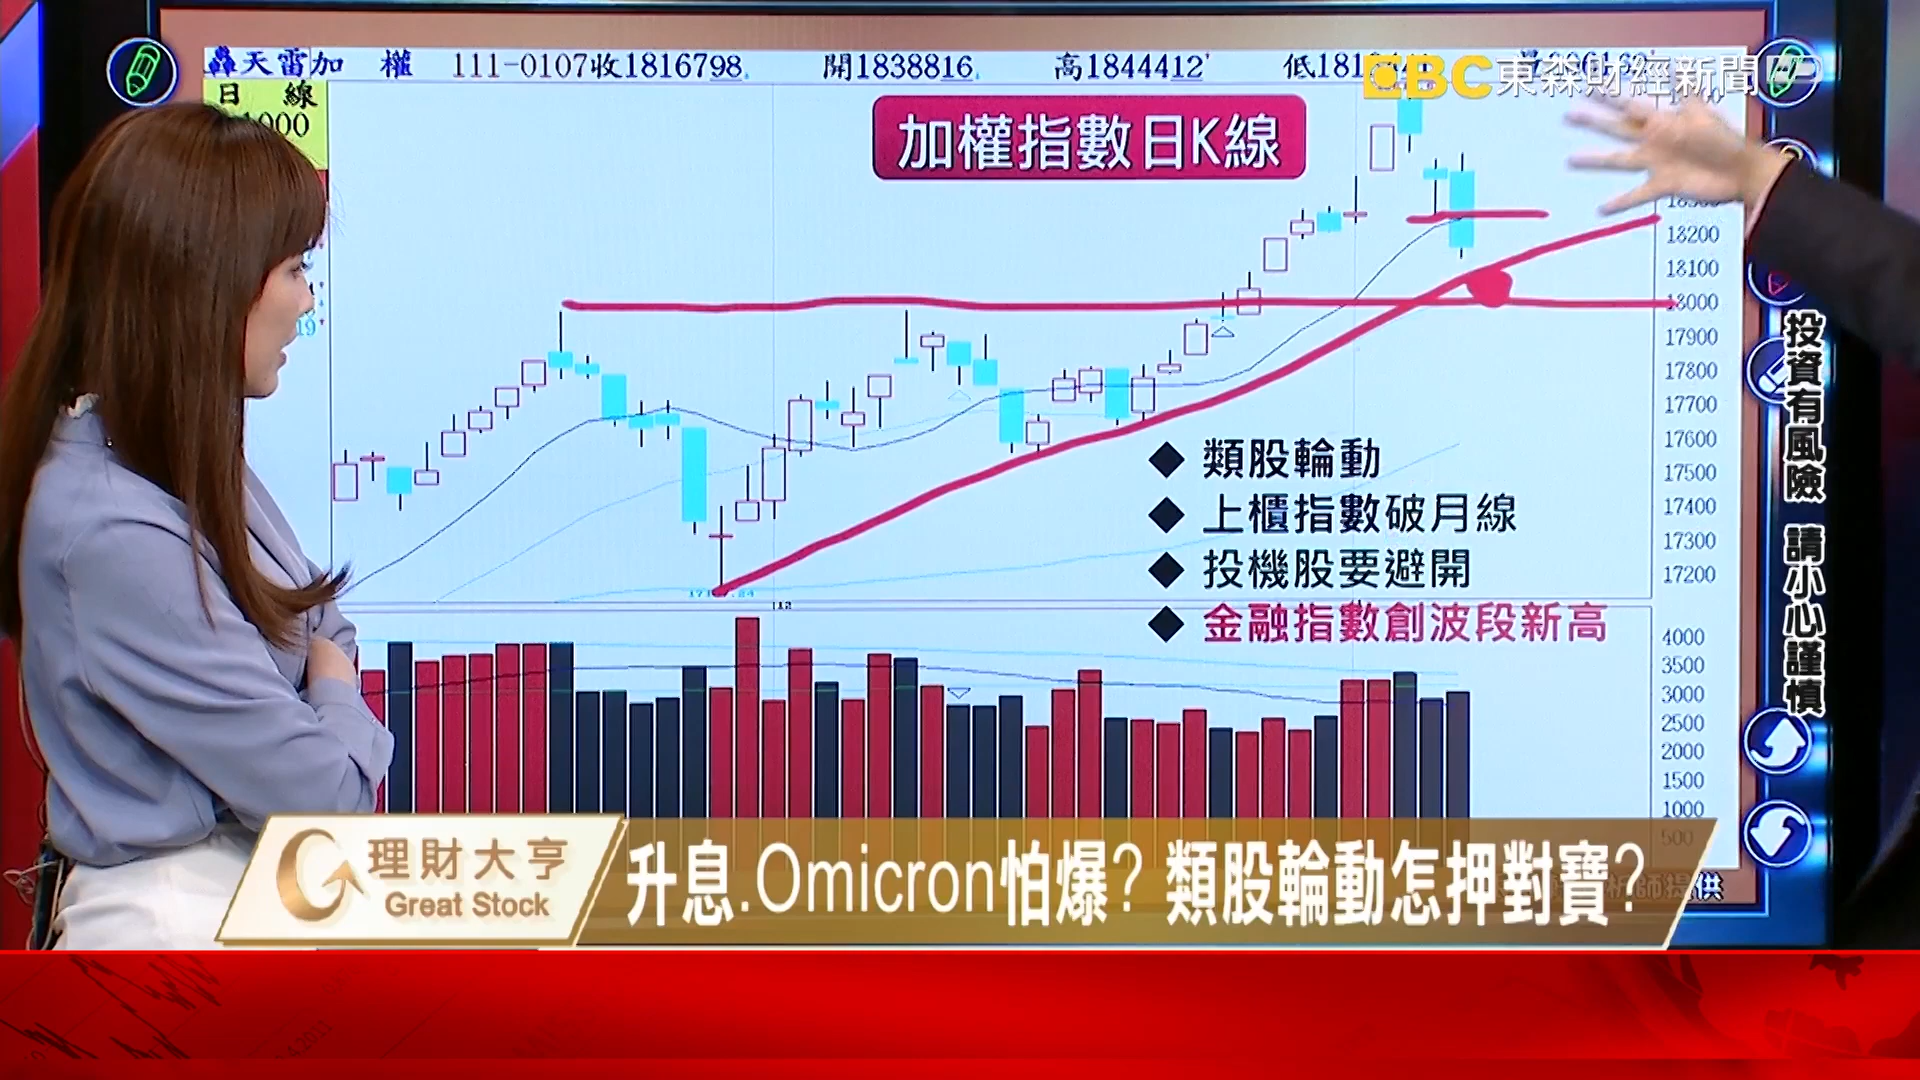 轟天雷加 權 111-0107收1816798 開1838816 高1844412
EBC東森財經新聞
日 線
加權指數日K線
18200
18100
18000
17900
17800
17700
17600
17500
17400
17300
17200
12
◆ 類股輪動
◆ 上櫃指數破月線
◆ 投機股要避開
◆ 金融指數創波段新高
4000
3500
3000
2500
2000
1500
1000
500
投資有風險 請小心謹慎
理財大亨
Great Stock
升息.Omicron怕爆? 類股輪動怎押對寶?